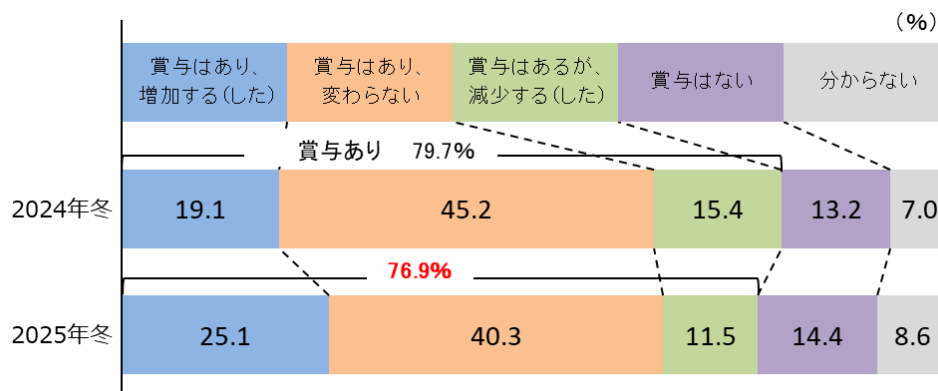 (%)
賞与はあり、
増加する(した)
賞与はあり、
変わらない
賞与はあるが、
減少する(した)
賞与はない
分からない
賞与あり 79.7%
2024年冬 19.1 45.2 15.4 13.2 7.0
76.9%
2025年冬 25.1 40.3 11.5 14.4 8.6